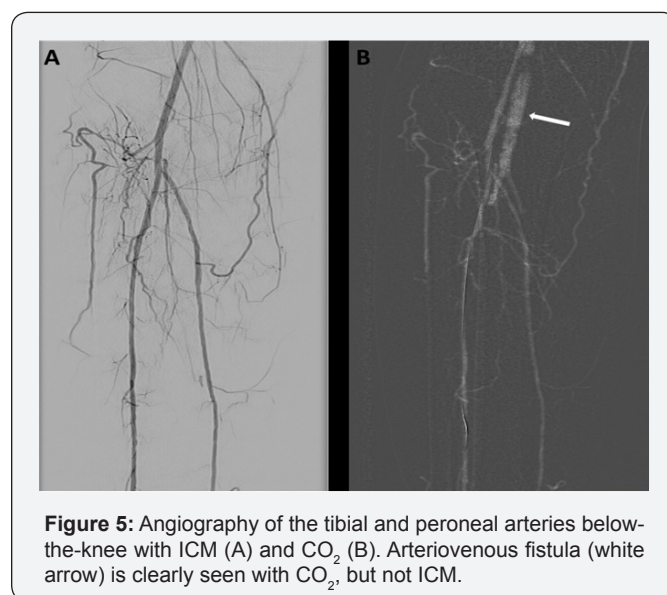 A
B
Figure 5: Angiography of the tibial and peroneal arteries below-
the-knee with ICM (A) and CO₂ (B). Arteriovenous fistula (white
arrow) is clearly seen with CO₂, but not ICM.